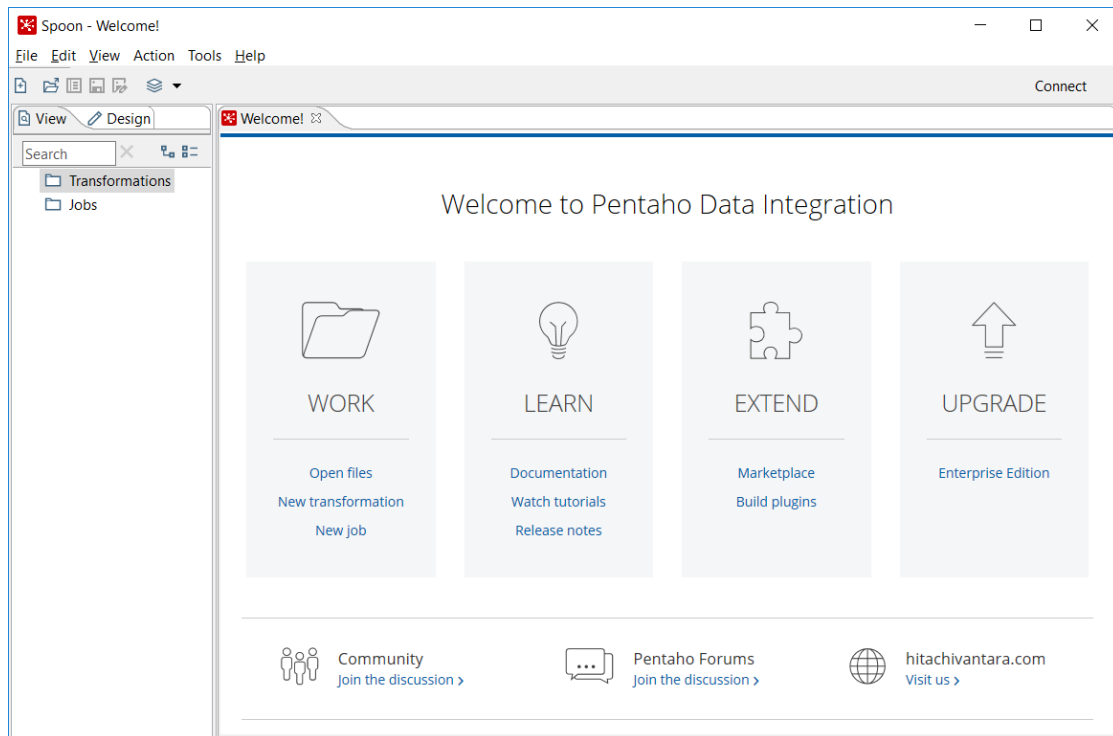 Spoon - Welcome!
File Edit View Action Tools Help
Connect
View Design
Welcome!
Search
Transformations
Jobs
Welcome to Pentaho Data Integration
WORK
Open files
New transformation
New job
LEARN
Documentation
Watch tutorials
Release notes
EXTEND
Marketplace
Build plugins
UPGRADE
Enterprise Edition
Community
Join the discussion >
Pentaho Forums
Join the discussion >
hitachivantara.com
Visit us >